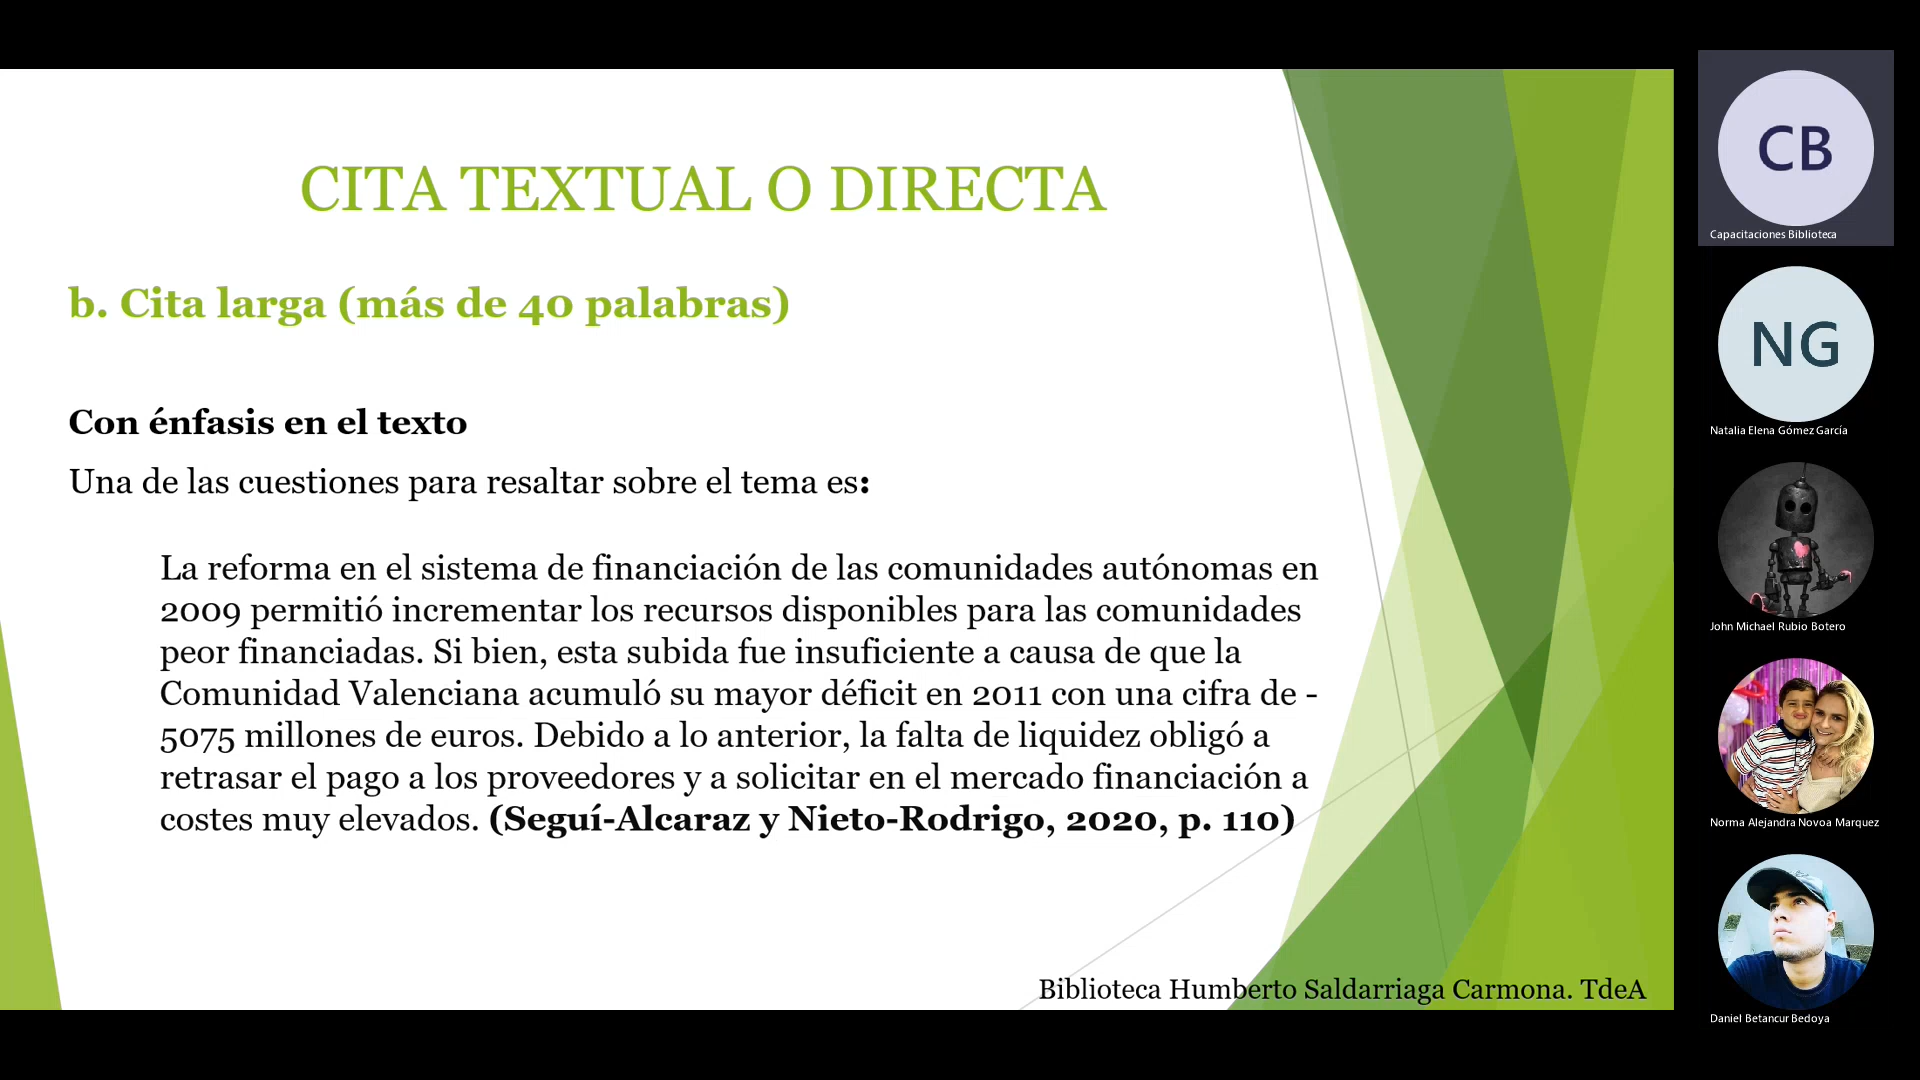 CITA TEXTUAL O DIRECTA
b. Cita larga (más de 40 palabras)
Con énfasis en el texto
Una de las cuestiones para resaltar sobre el tema es:
La reforma en el sistema de financiación de las comunidades autónomas en
2009 permitió incrementar los recursos disponibles para las comunidades
peor financiadas. Si bien, esta subida fue insuficiente a causa de que la
Comunidad Valenciana acumuló su mayor déficit en 2011 con una cifra de -
5075 millones de euros. Debido a lo anterior, la falta de liquidez obligó a
retrasar el pago a los proveedores y a solicitar en el mercado financiación a
costes muy elevados. (Seguí-Alcaraz y Nieto-Rodrigo, 2020, p. 110)
Biblioteca Humberto Saldarriaga Carmona. TdeA
CB
Capacitaciones Biblioteca
NG
Natalia Elena Gómez García
John Michael Rubio Botero
Norma Alejandra Novoa Marquez
Daniel Betancur Bedoya